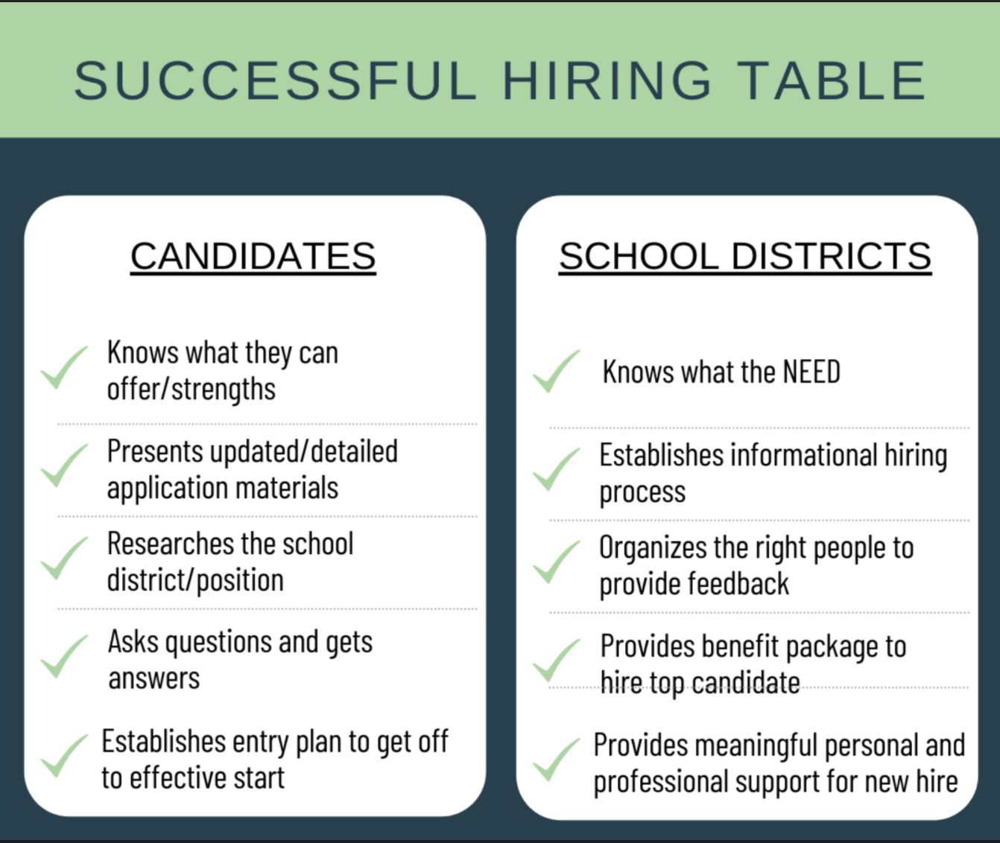 SUCCESSFUL HIRING TABLE
CANDIDATES
Knows what they can
offer/strengths
Presents updated/detailed
application materials
Researches the school
district/position
Asks questions and gets
answers
Establishes entry plan to get off
to effective start
SCHOOL DISTRICTS
Knows what the NEED
Establishes informational hiring
process
Organizes the right people to
provide feedback
Provides benefit package to
hire top candidate
Provides meaningful personal and
professional support for new hire